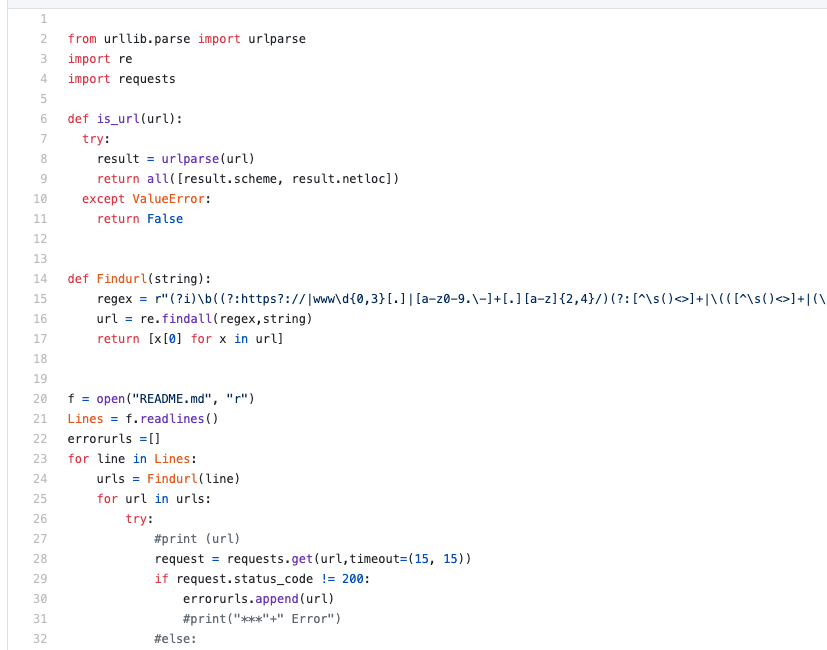 1
2 from urllib.parse import urlparse
3 import re
4 import requests
5
6 def is_url(url):
7   try:
8     result = urlparse(url)
9     return all([result.scheme, result.netloc])
10   except ValueError:
11     return False
12
13
14 def Findurl(string):
15     regex = r"(?i)\b((?:https?://|www\d{0,3}[.]|[a-z0-9.\-]+[.][a-z]{2,4}/)(?:[^\s()<>]+|\(([^\s()<>]+|(\
16     url = re.findall(regex,string)
17     return [x[0] for x in url]
18
19
20 f = open("README.md", "r")
21 Lines = f.readlines()
22 errorurls =[]
23 for line in Lines:
24     urls = Findurl(line)
25     for url in urls:
26         try:
27             #print (url)
28             request = requests.get(url,timeout=(15, 15))
29             if request.status_code != 200:
30                 errorurls.append(url)
31                 #print("***"+" Error")
32             #else: